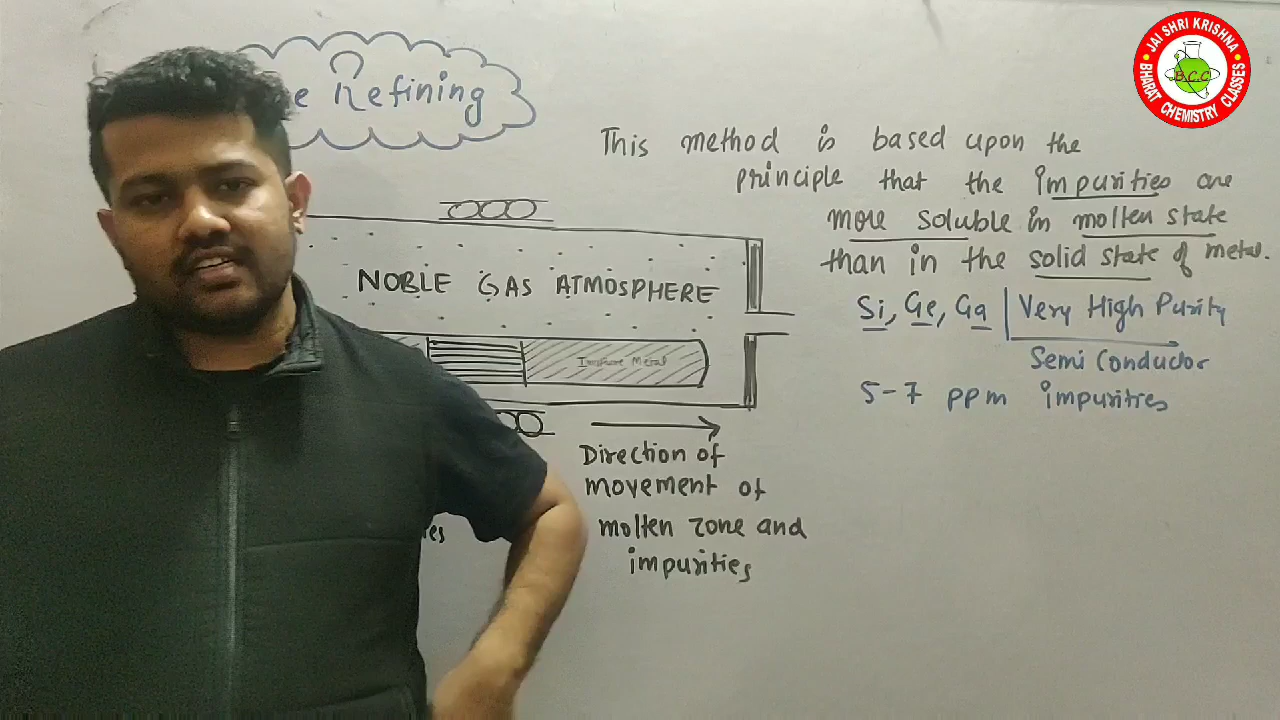 e Refining
This method is based upon the
principle that the impurities are
more soluble in molten state
than in the solid state of metal.
Si, Ge, Ga | Very High Purity
Semi Conductor
5-7 ppm impurities
NOBLE GAS ATMOSPHERE
Impure Metal
Direction of
movement of
molten zone and
impurities
ies
JAI SHRI KRISHNA
B.C.C
BHARAT CHEMISTRY CLASSES